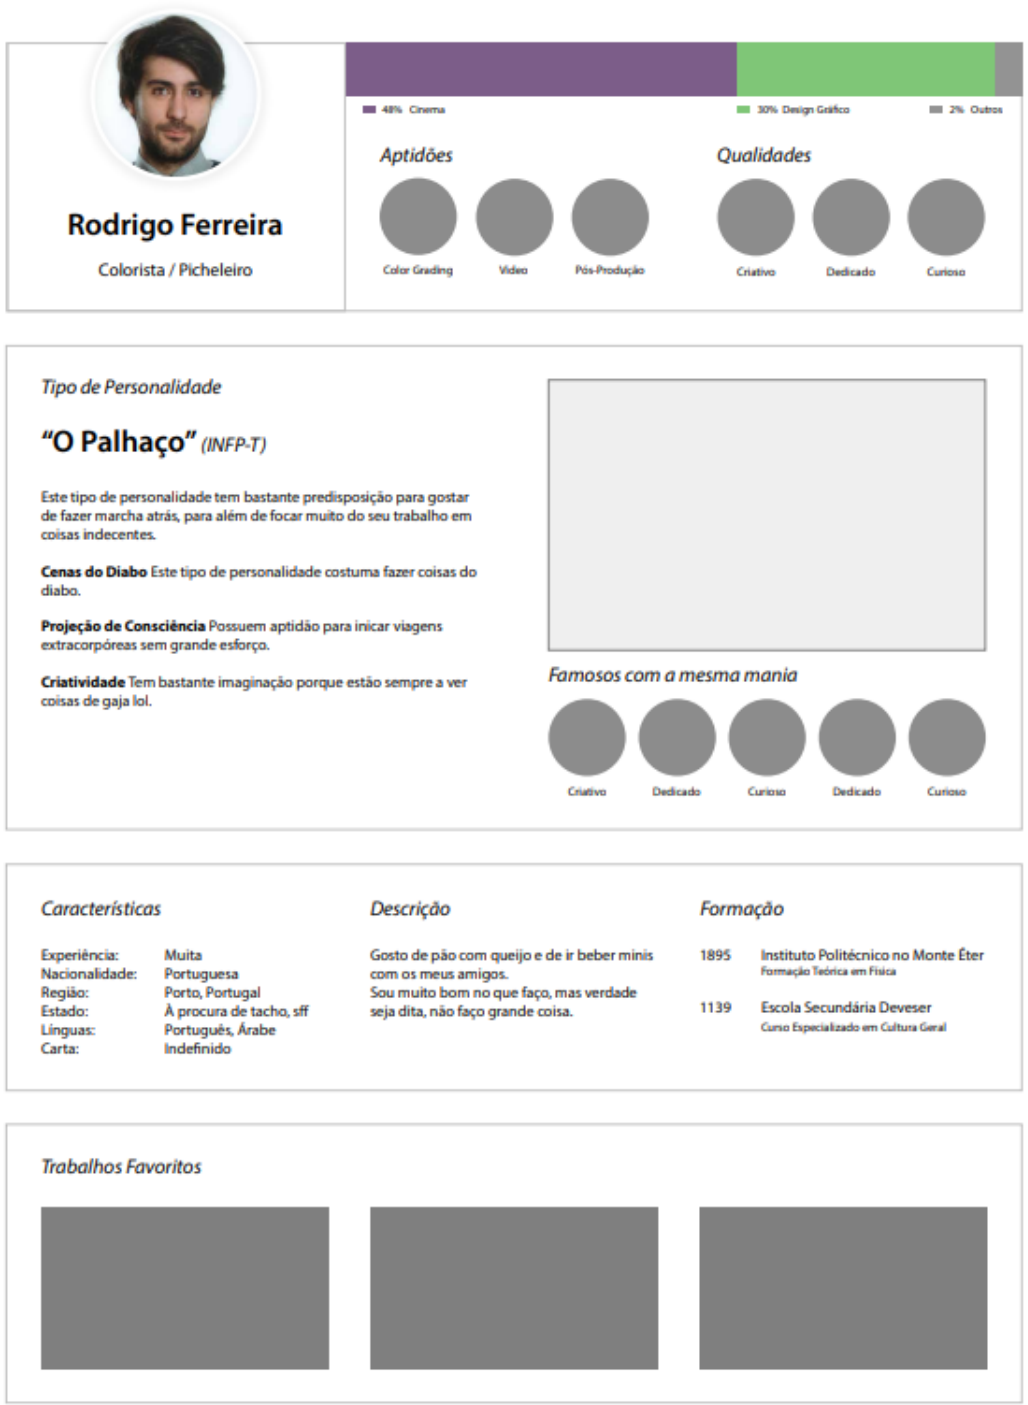 48% Cinema
30% Design Gráfico
2% Outros
Aptidões
Qualidades
Rodrigo Ferreira
Colorista / Picheleiro
Color Grading
Video
Pós-Produção
Criativo
Dedicado
Curioso
Tipo de Personalidade
“O Palhaço” (INFP-T)
Este tipo de personalidade tem bastante predisposição para gostar
de fazer marcha atrás, para além de focar muito do seu trabalho em
coisas indecentes.
Cenas do Diabo Este tipo de personalidade costuma fazer coisas do
diabo.
Projeção de Consciência Possuem aptidão para inicar viagens
extracorpóreas sem grande esforço.
Criatividade Tem bastante imaginação porque estão sempre a ver
coisas de gaja lol.
Famosos com a mesma mania
Criativo
Dedicado
Curioso
Dedicado
Curioso
Características
Experiência: Muita
Nacionalidade: Portuguesa
Região: Porto, Portugal
Estado: À procura de tacho, sff
Línguas: Português, Árabe
Carta: Indefinido
Descrição
Gosto de pão com queijo e de ir beber minis
com os meus amigos.
Sou muito bom no que faço, mas verdade
seja dita, não faço grande coisa.
Formação
1895 Instituto Politécnico no Monte Éter
Formação Teórica em Física
1139 Escola Secundária Deveser
Curso Especializado em Cultura Geral
Trabalhos Favoritos